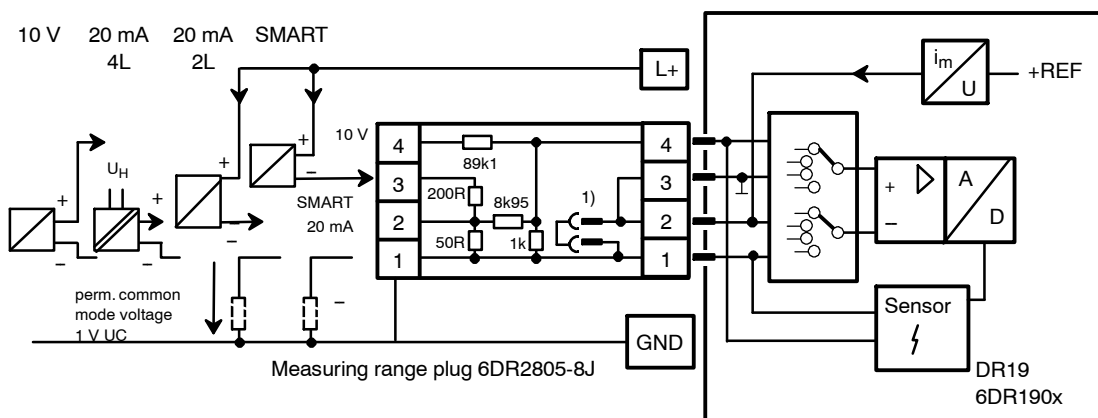 10 V 20 mA 20 mA SMART
4L 2L
L+
i_m
U
+REF
10 V
4
89k1
4
3
200R
3
1)
2
8k95
2
50R
1k
1
1
U_H
+
−
+
−
+
−
−
+
−
SMART
20 mA
−
+
−
A
D
perm. common
mode voltage
1 V UC
GND
Sensor
Measuring range plug 6DR2805-8J
DR19
6DR190x